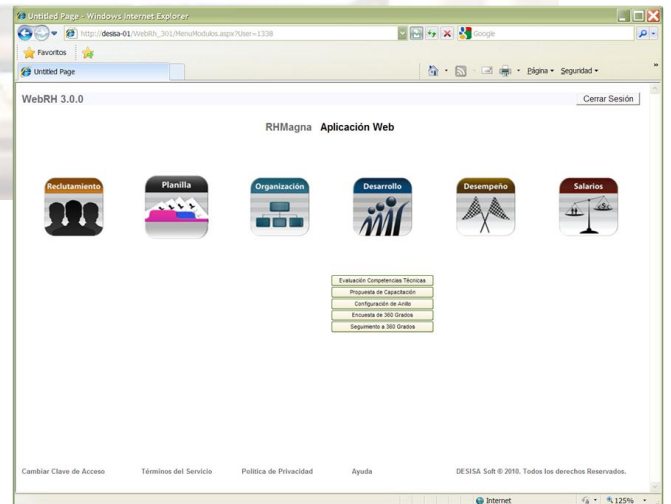 Untitled Page - Windows Internet Explorer
http://desisa-01/WebRh_301/MenuModulos.aspx?User=1338
Google
Favoritos
Untitled Page
Página
Seguridad
WebRH 3.0.0
Cerrar Sesión
RHMagna Aplicación Web
Reclutamiento
Planilla
Organización
Desarrollo
Desempeño
Salarios
Evaluación Competencias Técnicas
Propuesta de Capacitación
Configuración de Anillo
Encuesta de 360 Grados
Seguimiento a 360 Grados
Cambiar Clave de Acceso
Términos del Servicio
Política de Privacidad
Ayuda
DESISA Soft © 2010. Todos los derechos Reservados.
Internet
125%